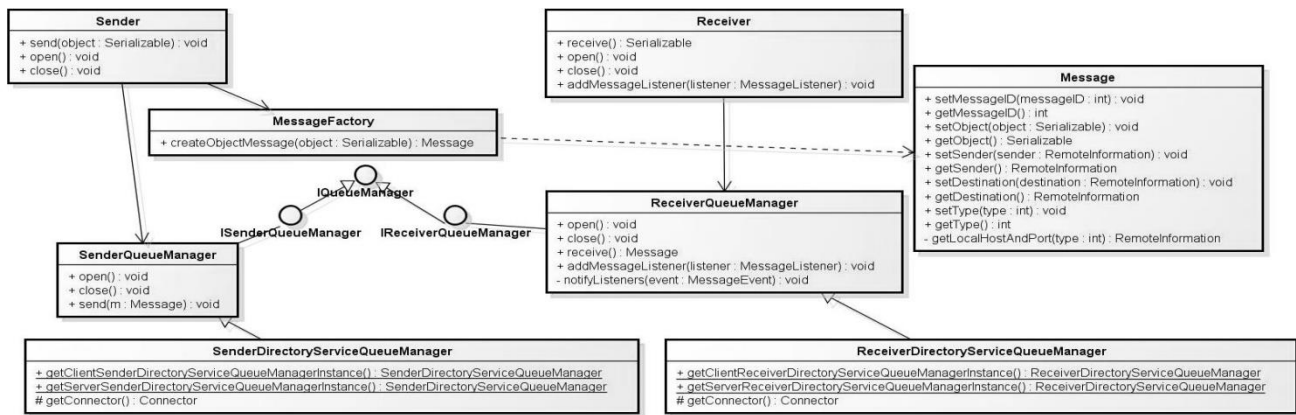 Sender
+ send(object : Serializable) : void
+ open() : void
+ close() : void
Receiver
+ receive() : Serializable
+ open() : void
+ close() : void
+ addMessageListener(listener : MessageListener) : void
Message
+ setMessageID(messageID : int) : void
+ getMessageID() : int
+ setObject(object : Serializable) : void
+ getObject() : Serializable
+ setSender(sender : RemoteInformation) : void
+ getSender() : RemoteInformation
+ setDestination(destination : RemoteInformation) : void
+ getDestination() : RemoteInformation
+ setType(type : int) : void
+ getType() : int
- getLocalHostAndPort(type : int) : RemoteInformation
MessageFactory
+ createObjectMessage(object : Serializable) : Message
IQueueManager
ISenderQueueManager
IReceiverQueueManager
ReceiverQueueManager
+ open() : void
+ close() : void
+ receive() : Message
+ addMessageListener(listener : MessageListener) : void
- notifyListeners(event : MessageEvent) : void
SenderQueueManager
+ open() : void
+ close() : void
+ send(m : Message) : void
SenderDirectoryServiceQueueManager
+ getClientSenderDirectoryServiceQueueManagerInstance() : SenderDirectoryServiceQueueManager
+ getServerSenderDirectoryServiceQueueManagerInstance() : SenderDirectoryServiceQueueManager
# getConnector() : Connector
ReceiverDirectoryServiceQueueManager
+ getClientReceiverDirectoryServiceQueueManagerInstance() : ReceiverDirectoryServiceQueueManager
+ getServerReceiverDirectoryServiceQueueManagerInstance() : ReceiverDirectoryServiceQueueManager
# getConnector() : Connector